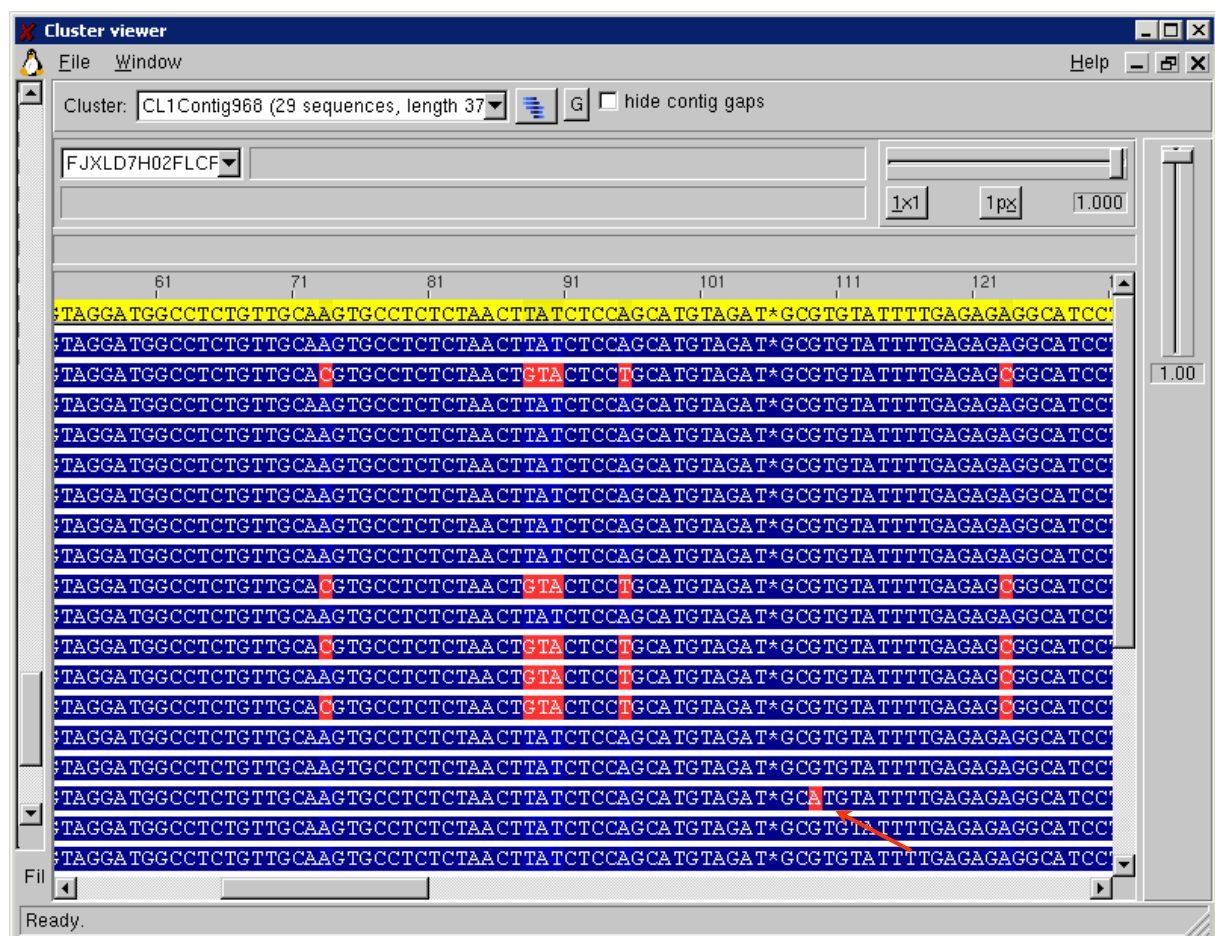 Cluster viewer
File Window Help
Cluster: CL1Contig968 (29 sequences, length 37 G hide contig gaps
FJXLD7H02FLCF
1x1 1px 1.000
61 71 81 91 101 111 121
TAGGATGGCCTCTGTTGCAAGTGCCTCTCTAACTTATCTCCAGCATGTAGAT*GCGTGTATTTTGAGAGAGGCATCC
TAGGATGGCCTCTGTTGCAAGTGCCTCTCTAACTTATCTCCAGCATGTAGAT*GCGTGTATTTTGAGAGAGGCATCC
TAGGATGGCCTCTGTTGCACGTGCCTCTCTAACTGTACTCCTGCATGTAGAT*GCGTGTATTTTGAGAGCGGCATCC
1.00
TAGGATGGCCTCTGTTGCAAGTGCCTCTCTAACTTATCTCCAGCATGTAGAT*GCGTGTATTTTGAGAGAGGCATCC
TAGGATGGCCTCTGTTGCAAGTGCCTCTCTAACTTATCTCCAGCATGTAGAT*GCGTGTATTTTGAGAGAGGCATCC
TAGGATGGCCTCTGTTGCAAGTGCCTCTCTAACTTATCTCCAGCATGTAGAT*GCGTGTATTTTGAGAGAGGCATCC
TAGGATGGCCTCTGTTGCAAGTGCCTCTCTAACTTATCTCCAGCATGTAGAT*GCGTGTATTTTGAGAGAGGCATCC
TAGGATGGCCTCTGTTGCAAGTGCCTCTCTAACTTATCTCCAGCATGTAGAT*GCGTGTATTTTGAGAGAGGCATCC
TAGGATGGCCTCTGTTGCAAGTGCCTCTCTAACTTATCTCCAGCATGTAGAT*GCGTGTATTTTGAGAGAGGCATCC
TAGGATGGCCTCTGTTGCACGTGCCTCTCTAACTGTACTCCTGCATGTAGAT*GCGTGTATTTTGAGAGCGGCATCC
TAGGATGGCCTCTGTTGCAAGTGCCTCTCTAACTTATCTCCAGCATGTAGAT*GCGTGTATTTTGAGAGAGGCATCC
TAGGATGGCCTCTGTTGCACGTGCCTCTCTAACTGTACTCCTGCATGTAGAT*GCGTGTATTTTGAGAGCGGCATCC
TAGGATGGCCTCTGTTGCAAGTGCCTCTCTAACTGTACTCCTGCATGTAGAT*GCGTGTATTTTGAGAGCGGCATCC
TAGGATGGCCTCTGTTGCACGTGCCTCTCTAACTGTACTCCTGCATGTAGAT*GCGTGTATTTTGAGAGCGGCATCC
TAGGATGGCCTCTGTTGCAAGTGCCTCTCTAACTTATCTCCAGCATGTAGAT*GCGTGTATTTTGAGAGAGGCATCC
TAGGATGGCCTCTGTTGCAAGTGCCTCTCTAACTTATCTCCAGCATGTAGAT*GCGTGTATTTTGAGAGAGGCATCC
TAGGATGGCCTCTGTTGCAAGTGCCTCTCTAACTTATCTCCAGCATGTAGAT*GCATGTATTTTGAGAGAGGCATCC
TAGGATGGCCTCTGTTGCAAGTGCCTCTCTAACTTATCTCCAGCATGTAGAT*GCGTGTATTTTGAGAGAGGCATCC
TAGGATGGCCTCTGTTGCAAGTGCCTCTCTAACTTATCTCCAGCATGTAGAT*GCGTGTATTTTGAGAGAGGCATCC
Fil
Ready.